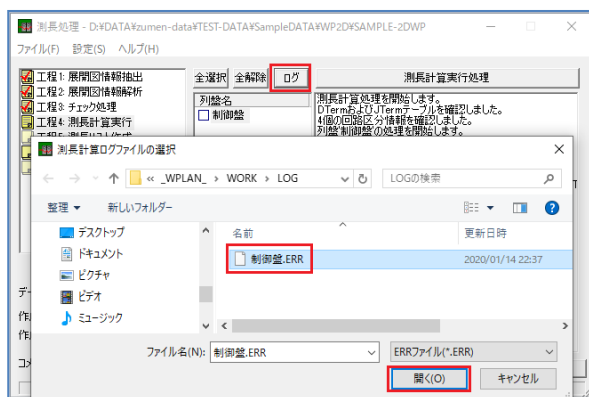 測長処理 - D:¥DATA¥zumen-data¥TEST-DATA¥SampleDATA¥WP2D¥SAMPLE-2DWP
ファイル(F) 設定(S) ヘルプ(H)
工程1: 展開図情報抽出
工程2: 展開図情報解析
工程3: チェック処理
工程4: 測長計算実行
工程5: 測長リスト作成
全選択 全解除 ログ 測長計算実行処理
列盤名
制御盤
測長計算処理を開始します。
DTermおよびJTermテーブルを確認しました。
4個の回路区分情報を確認しました。
列盤'制御盤'の処理を開始します。
測長計算ログファイルの選択
« _WPLAN_ › WORK › LOG
LOGの検索
整理 新しいフォルダー
デスクトップ
ドキュメント
ピクチャ
ビデオ
ミュージック
名前 更新日時
制御盤.ERR 2020/01/14 22:37
ファイル名(N): 制御盤.ERR ERRファイル(*.ERR)
開く(O) キャンセル